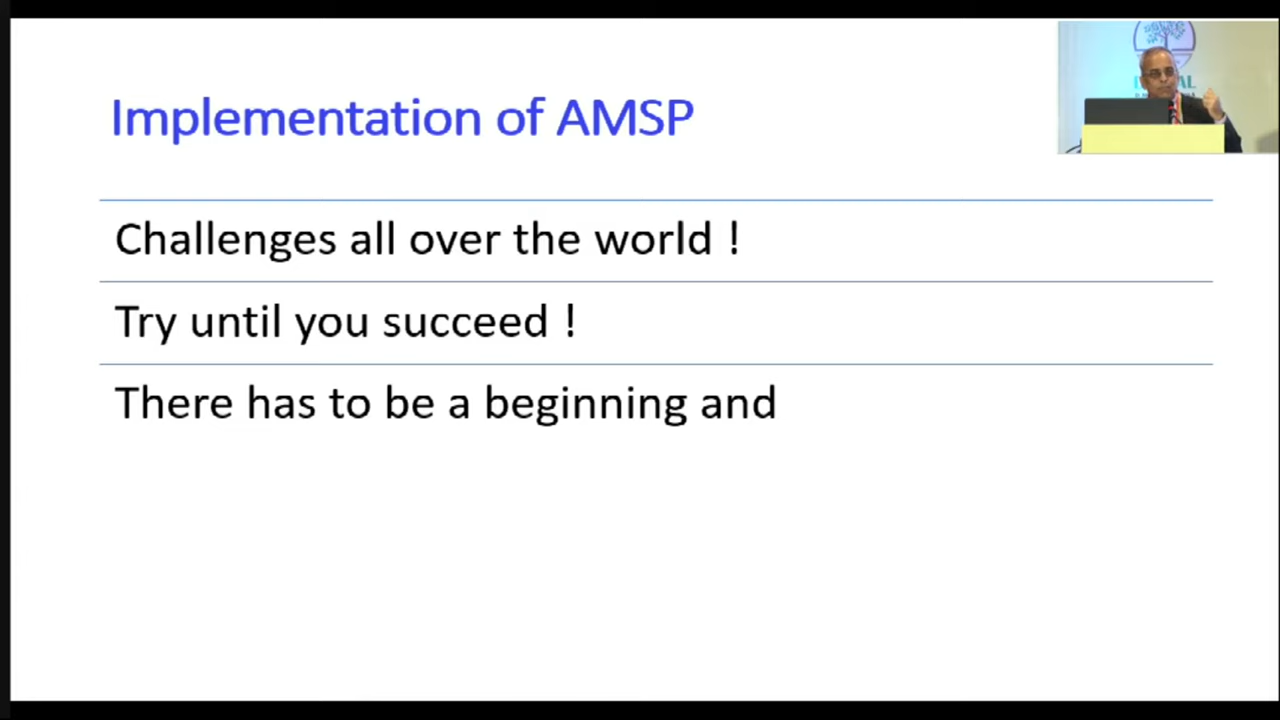 Implementation of AMSP
Challenges all over the world !
Try until you succeed !
There has to be a beginning and